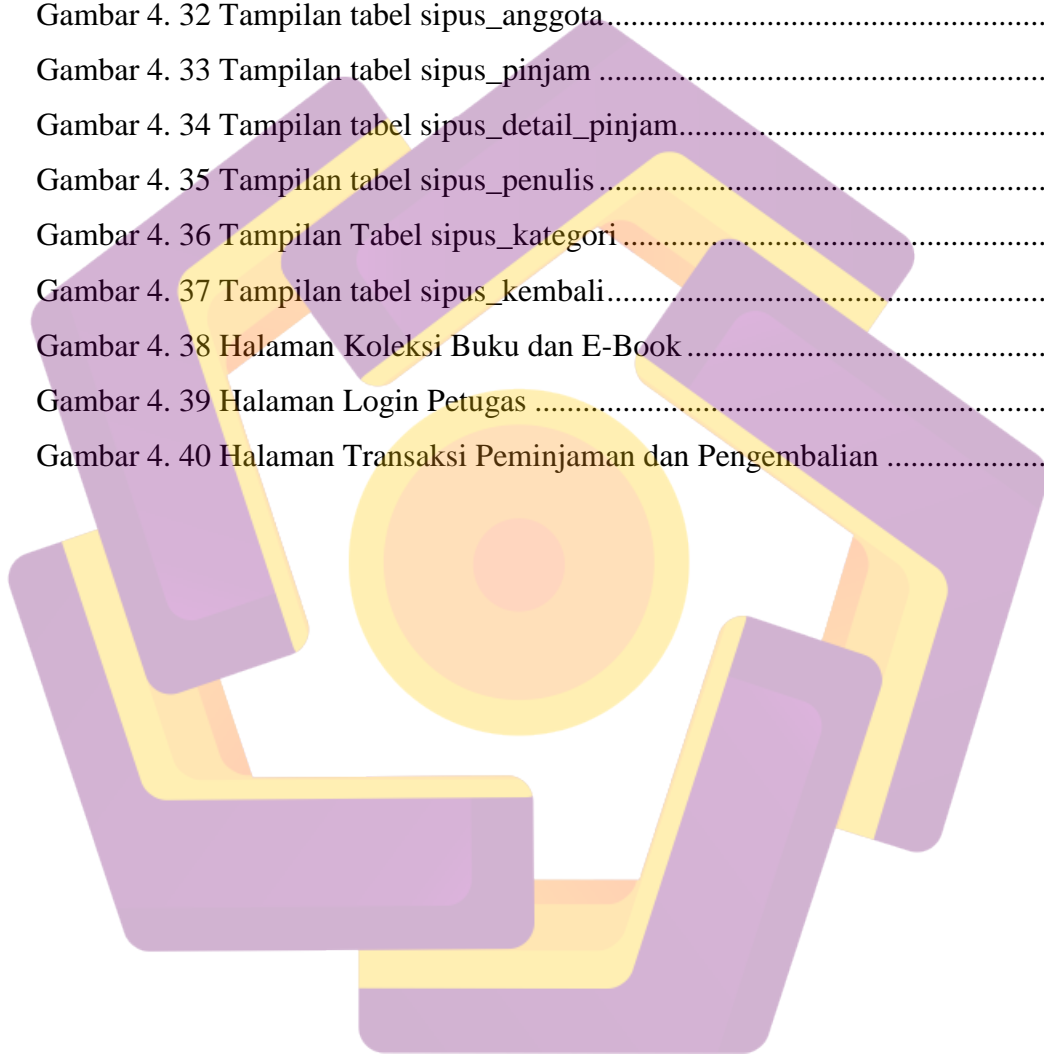 Gambar 4. 32 Tampilan tabel sipus_anggota................................................................
Gambar 4. 33 Tampilan tabel sipus_pinjam ................................................................
Gambar 4. 34 Tampilan tabel sipus_detail_pinjam.....................................................
Gambar 4. 35 Tampilan tabel sipus_penulis ................................................................
Gambar 4. 36 Tampilan Tabel sipus_kategori.............................................................
Gambar 4. 37 Tampilan tabel sipus_kembali...............................................................
Gambar 4. 38 Halaman Koleksi Buku dan E-Book ....................................................
Gambar 4. 39 Halaman Login Petugas .......................................................................
Gambar 4. 40 Halaman Transaksi Peminjaman dan Pengembalian .......................